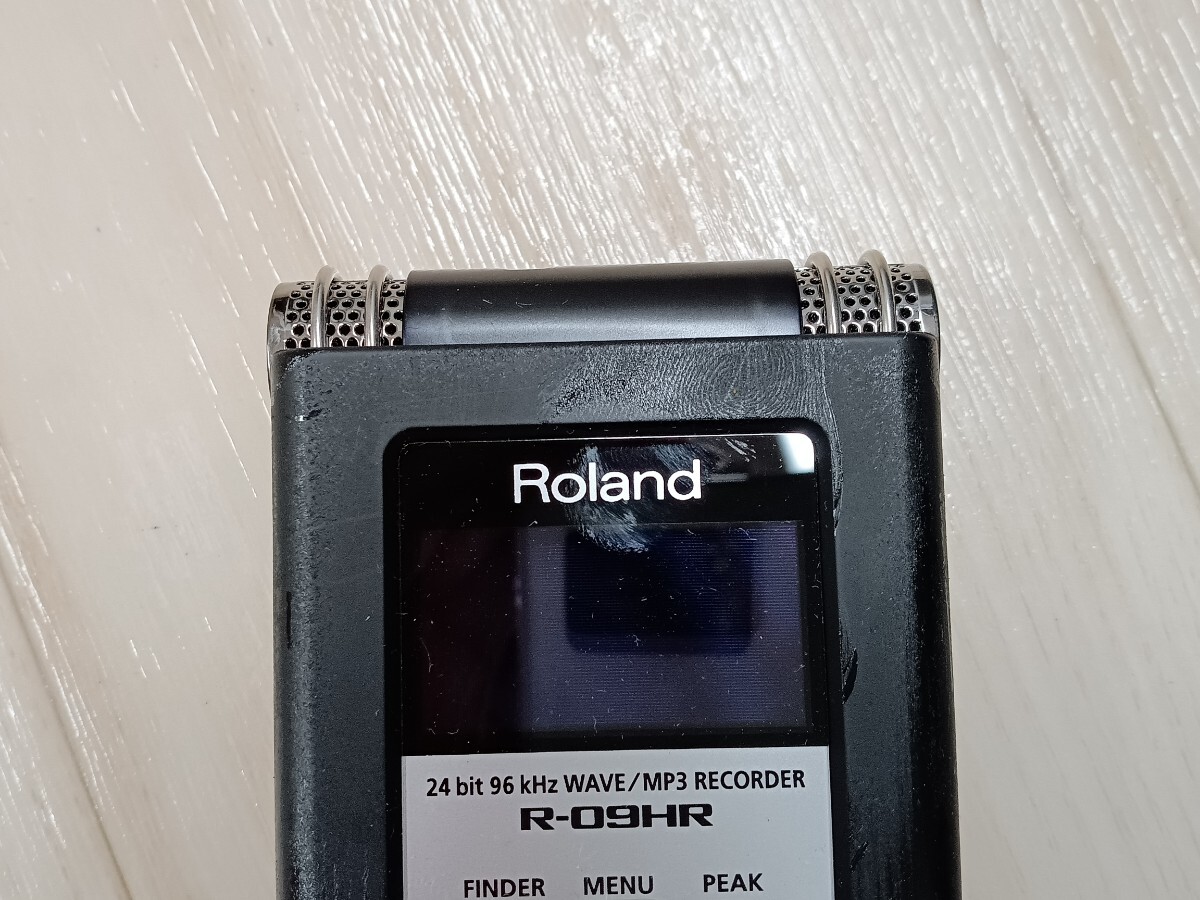 Roland
24 bit 96 kHz WAVE/MP3 RECORDER
R-09HR
FINDER MENU PEAK